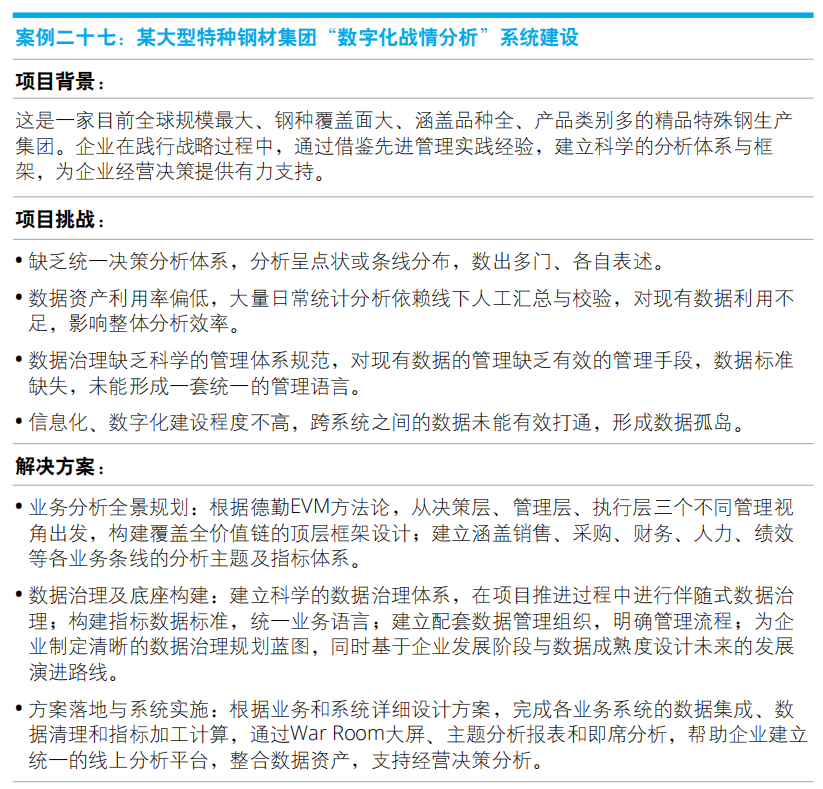 案例二十七：某大型特种钢材集团“数字化战情分析”系统建设
项目背景：
这是一家目前全球规模最大、钢种覆盖面大、涵盖品种全、产品类别多的精品特殊钢生产
集团。企业在践行战略过程中，通过借鉴先进管理实践经验，建立科学的分析体系与框
架，为企业经营决策提供有力支持。
项目挑战：
• 缺乏统一决策分析体系，分析呈点状或条线分布，数出多门、各自表述。
• 数据资产利用率偏低，大量日常统计分析依赖线下人工汇总与校验，对现有数据利用不
足，影响整体分析效率。
• 数据治理缺乏科学的管理体系规范，对现有数据的管理缺乏有效的管理手段，数据标准
缺失，未能形成一套统一的管理语言。
• 信息化、数字化建设程度不高，跨系统之间的数据未能有效打通，形成数据孤岛。
解决方案：
• 业务分析全景规划：根据德勤EVM方法论，从决策层、管理层、执行层三个不同管理视
角出发，构建覆盖全价值链的顶层框架设计；建立涵盖销售、采购、财务、人力、绩效
等各业务条线的分析主题及指标体系。
• 数据治理及底座构建：建立科学的数据治理体系，在项目推进过程中进行伴随式数据治
理；构建指标数据标准，统一业务语言；建立配套数据管理组织，明确管理流程；为企
业制定清晰的数据治理规划蓝图，同时基于企业发展阶段与数据成熟度设计未来的发展
演进路线。
• 方案落地与系统实施：根据业务和系统详细设计方案，完成各业务系统的数据集成、数
据清理和指标加工计算，通过War Room大屏、主题分析报表和即席分析，帮助企业建立
统一的线上分析平台，整合数据资产，支持经营决策分析。